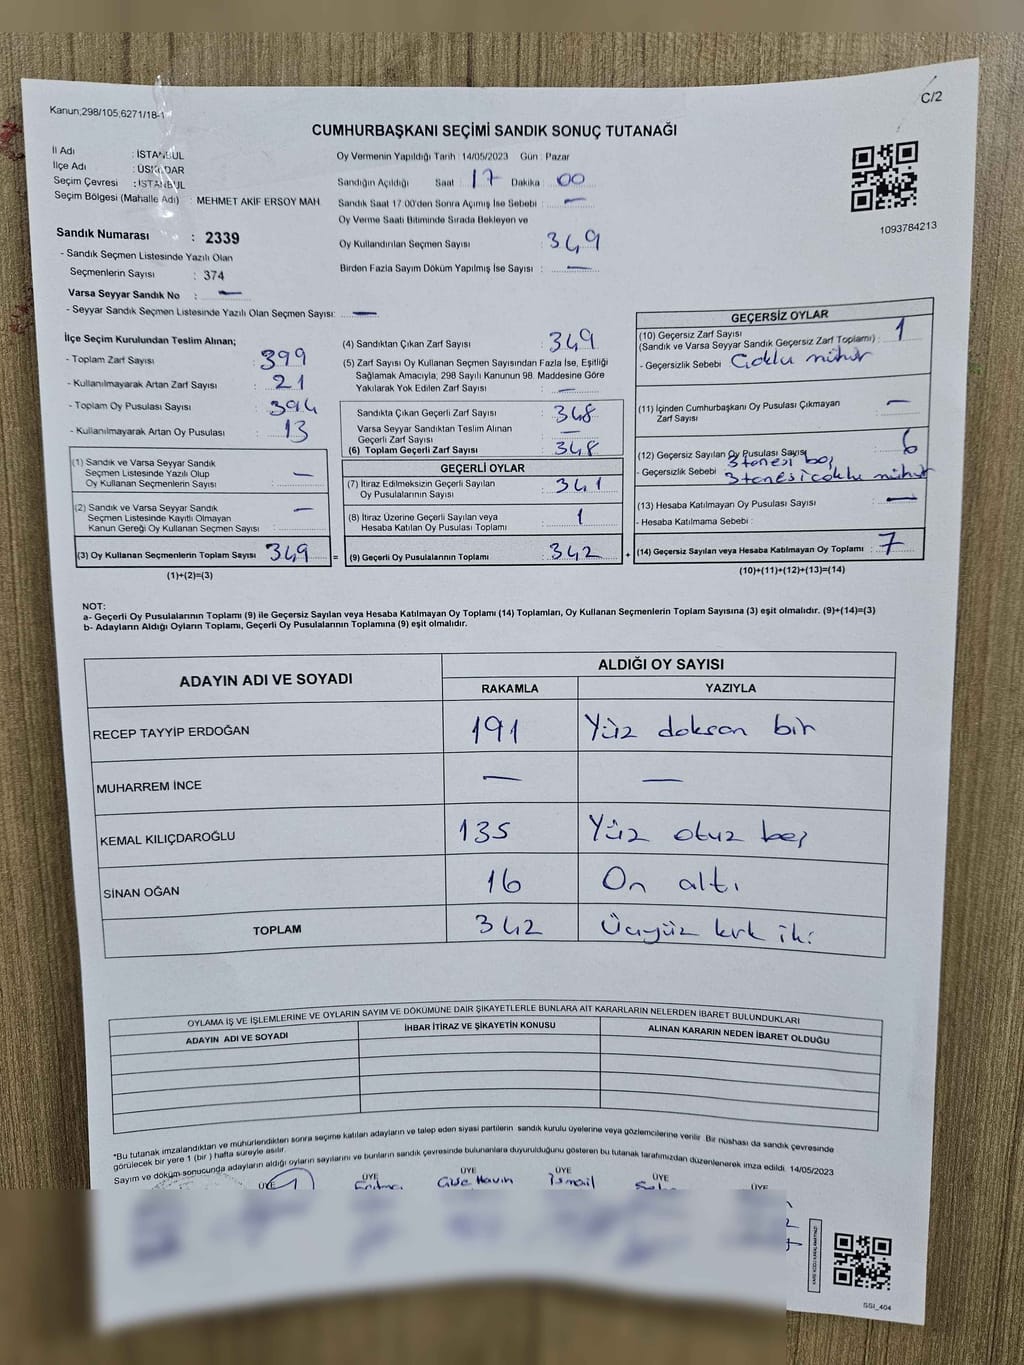 Kanun;298/105;6271/18-1
C/2
CUMHURBAŞKANI SEÇİMİ SANDIK SONUÇ TUTANAĞI
İl Adı : İSTANBUL
İlçe Adı : ÜSKÜDAR
Seçim Çevresi : İSTANBUL
Seçim Bölgesi (Mahalle Adı) : MEHMET AKİF ERSOY MAH
Sandık Numarası : 2339
- Sandık Seçmen Listesinde Yazılı Olan
Seçmenlerin Sayısı : 374
Varsa Seyyar Sandık No : —
- Seyyar Sandık Seçmen Listesinde Yazılı Olan Seçmen Sayısı: —
Oy Vermenin Yapıldığı Tarih : 14/05/2023 Gün : Pazar
Sandığın Açıldığı Saat 17 Dakika : 00
Sandık Saat 17.00'den Sonra Açımış İse Sebebi : —
Oy Verme Saati Bitiminde Sırada Bekleyen ve
Oy Kullandırılan Seçmen Sayısı : 349
Birden Fazla Sayım Döküm Yapılmış İse Sayısı : —
1093784213
İlçe Seçim Kurulundan Teslim Alınan;
- Toplam Zarf Sayısı : 399
- Kullanılmayarak Artan Zarf Sayısı : 21
- Toplam Oy Pusulası Sayısı : 394
- Kullanılmayarak Artan Oy Pusulası : 13
(1) Sandık ve Varsa Seyyar Sandık
Seçmen Listesinde Yazılı Olup
Oy Kullanan Seçmenlerin Sayısı : —
(2) Sandık ve Varsa Seyyar Sandık
Seçmen Listesinde Kayıtlı Olmayan
Kanun Gereği Oy Kullanan Seçmen Sayısı : —
(3) Oy Kullanan Seçmenlerin Toplam Sayısı : 349
(1)+(2)=(3)
=
(4) Sandıktan Çıkan Zarf Sayısı : 349
(5) Zarf Sayısı Oy Kullanan Seçmen Sayısından Fazla İse, Eşitliği
Sağlamak Amacıyla, 298 Sayılı Kanunun 98. Maddesine Göre
Yakılarak Yok Edilen Zarf Sayısı : —
Sandıkta Çıkan Geçerli Zarf Sayısı : 348
Varsa Seyyar Sandıktan Teslim Alınan
Geçerli Zarf Sayısı : —
(6) Toplam Geçerli Zarf Sayısı : 348
GEÇERLİ OYLAR
(7) İtiraz Edilmeksizin Geçerli Sayılan
Oy Pusulalarının Sayısı : 341
(8) İtiraz Üzerine Geçerli Sayılan veya
Hesaba Katılan Oy Pusulası Toplamı : 1
(9) Geçerli Oy Pusulalarının Toplamı : 342
+
GEÇERSİZ OYLAR
(10) Geçersiz Zarf Sayısı
(Sandık ve Varsa Seyyar Sandık Geçersiz Zarf Toplamı) : 1
- Geçersizlik Sebebi : Çoklu mühür
(11) İçinden Cumhurbaşkanı Oy Pusulası Çıkmayan
Zarf Sayısı : —
(12) Geçersiz Sayılan Oy Pusulası Sayısı : 6
3 tanesi boş
- Geçersizlik Sebebi : 3 tanesi çoklu mühür
(13) Hesaba Katılmayan Oy Pusulası Sayısı : —
- Hesaba Katılmama Sebebi :
(14) Geçersiz Sayılan veya Hesaba Katılmayan Oy Toplamı : 7
(10)+(11)+(12)+(13)=(14)
NOT:
a- Geçerli Oy Pusulalarının Toplamı (9) ile Geçersiz Sayılan veya Hesaba Katılmayan Oy Toplamı (14) Toplamları, Oy Kullanan Seçmenlerin Toplam Sayısına (3) eşit olmalıdır. (9)+(14)=(3)
b- Adayların Aldığı Oyların Toplamı, Geçerli Oy Pusulalarının Toplamına (9) eşit olmalıdır.
ADAYIN ADI VE SOYADI
ALDIĞI OY SAYISI
RAKAMLA YAZIYLA
RECEP TAYYİP ERDOĞAN 191 Yüz doksan bir
MUHARREM İNCE — —
KEMAL KILIÇDAROĞLU 135 Yüz otuz beş
SİNAN OĞAN 16 On altı
TOPLAM 342 Üçyüz kırk iki
OYLAMA İŞ VE İŞLEMLERİNE VE OYLARIN SAYIM VE DÖKÜMÜNE DAİR ŞİKAYETLERLE BUNLARA AİT KARARLARIN NELERDEN İBARET BULUNDUKLARI
ADAYIN ADI VE SOYADI İHBAR İTİRAZ VE ŞİKAYETİN KONUSU ALINAN KARARIN NEDEN İBARET OLDUĞU
*Bu tutanak imzalandıktan ve mühürlendikten sonra seçime katılan adayların ve talep eden siyasi partilerin sandık kurulu üyelerine veya gözlemcilerine verilir. Bir nüshası da sandık çevresinde
görülecek bir yere 1 (bir ) hafta süreyle asılır.
Sayım ve döküm sonucunda adayların aldığı oyların sayılarını ve bunların sandık çevresinde bulunanlara duyurulduğunu gösteren bu tutanak tarafımızdan düzenlenerek imza edildi. 14/05/2023
ÜYE ÜYE ÜYE ÜYE ÜYE ÜYE
İsmail
SSI_404